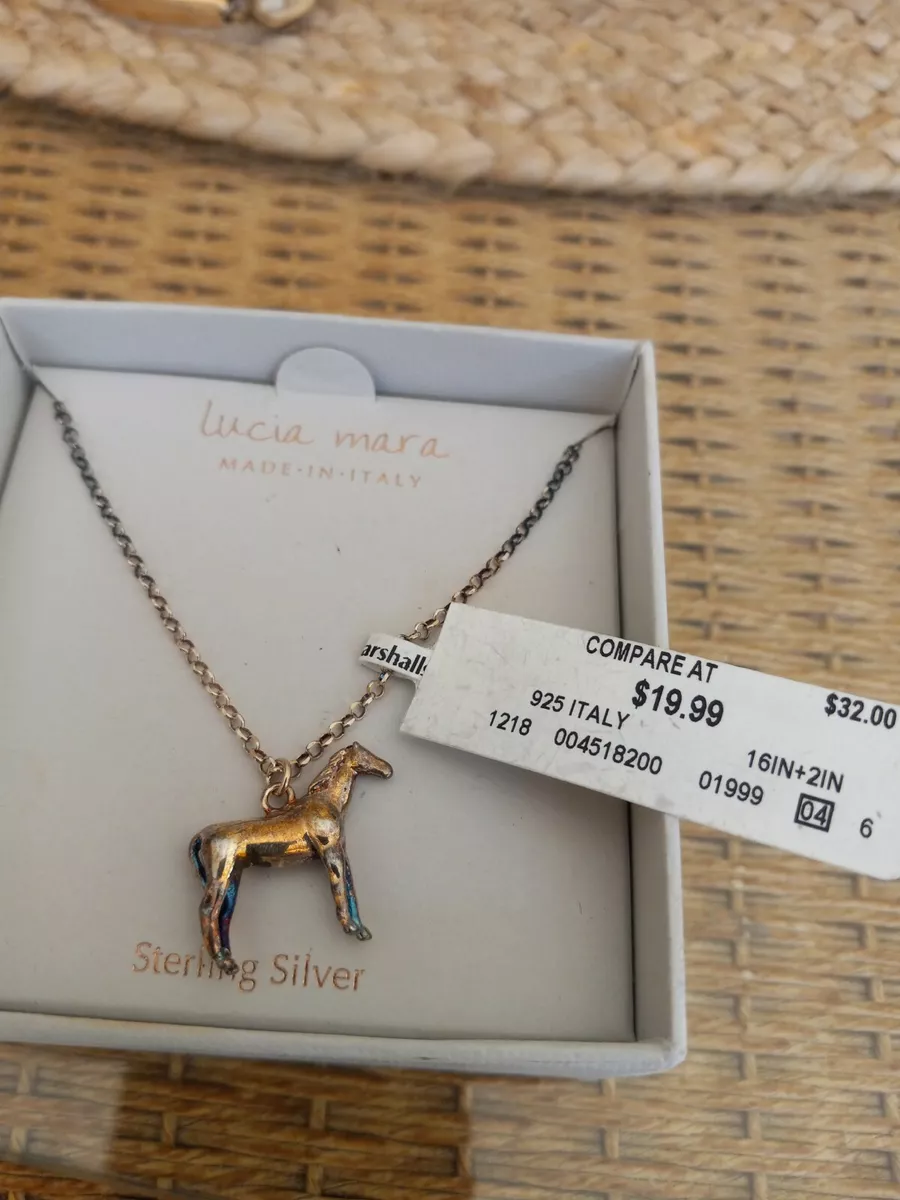 lucia mara
MADE·IN·ITALY
arshalls
COMPARE AT
$19.99 $32.00
925 ITALY
1218 004518200
16IN+2IN
01999 04 6
Sterling Silver